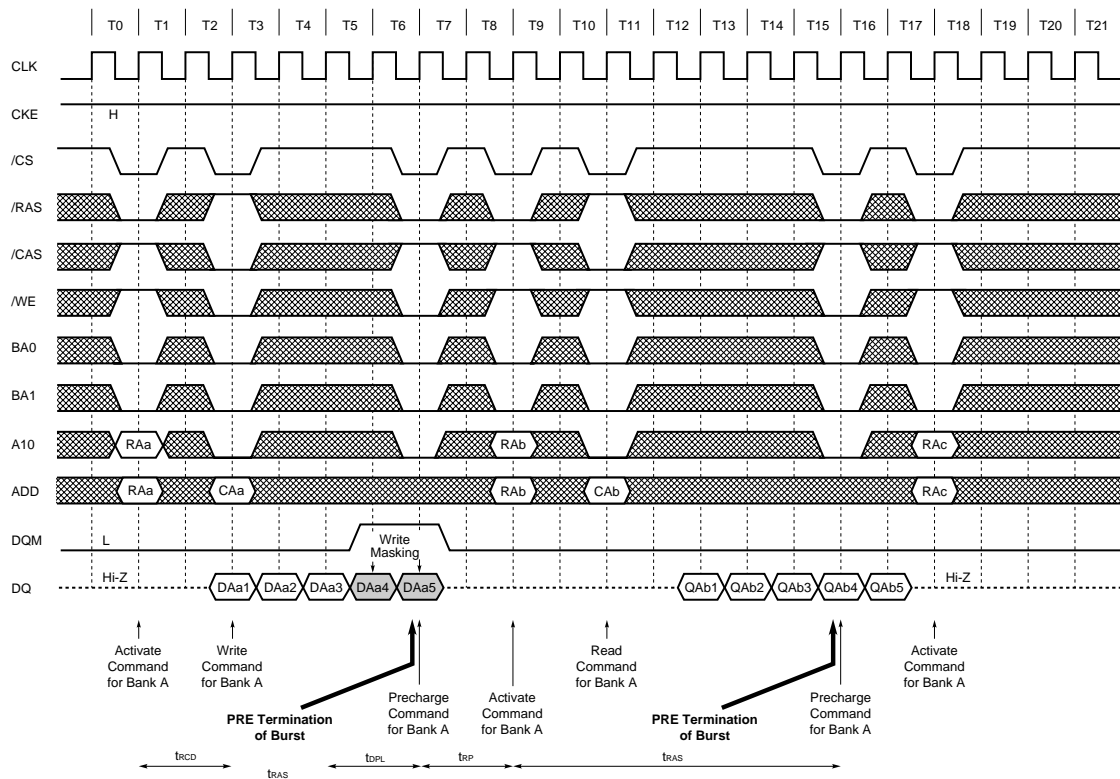 T0 T1 T2 T3 T4 T5 T6 T7 T8 T9 T10 T11 T12 T13 T14 T15 T16 T17 T18 T19 T20 T21
CLK
CKE H
/CS
/RAS
/CAS
/WE
BA0
BA1
A10 RAa RAb RAc
ADD RAa CAa RAb CAb RAc
DQM L Write
Masking
Hi-Z Hi-Z
DQ DAa1 DAa2 DAa3 DAa4 DAa5 QAb1 QAb2 QAb3 QAb4 QAb5
Activate
Command
for Bank A
Write
Command
for Bank A
PRE Termination
of Burst
Precharge
Command
for Bank A
Activate
Command
for Bank A
Read
Command
for Bank A
PRE Termination
of Burst
Precharge
Command
for Bank A
Activate
Command
for Bank A
tRCD tDPL tRP tRAS
tRAS